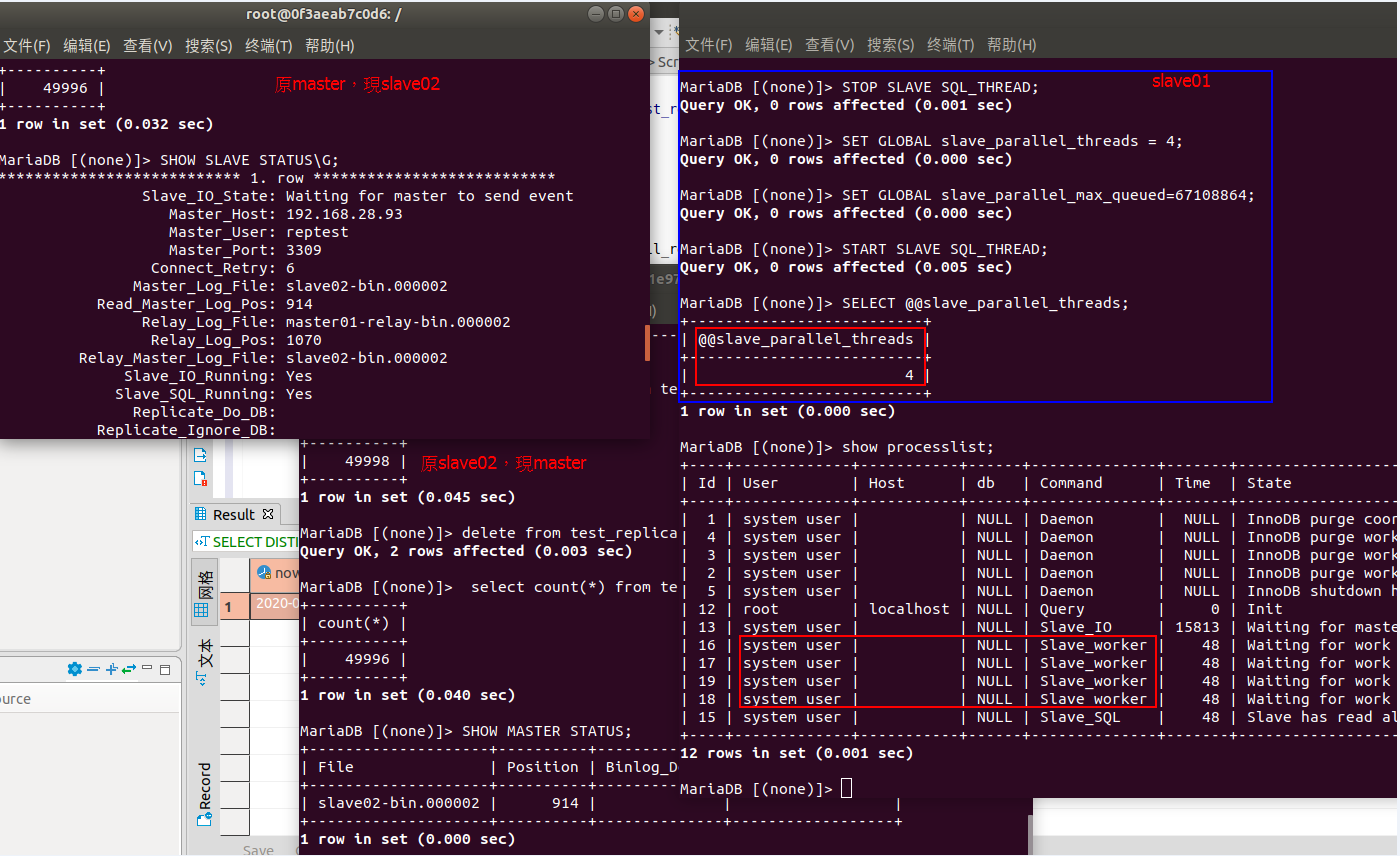 root@0f3aeab7c0d6: /
文件(F) 编辑(E) 查看(V) 搜索(S) 终端(T) 帮助(H)
+----------+
| 49996 |
+----------+
1 row in set (0.032 sec)
原master，現slave02
MariaDB [(none)]> SHOW SLAVE STATUS\G;
*************************** 1. row ***************************
Slave_IO_State: Waiting for master to send event
Master_Host: 192.168.28.93
Master_User: reptest
Master_Port: 3309
Connect_Retry: 6
Master_Log_File: slave02-bin.000002
Read_Master_Log_Pos: 914
Relay_Log_File: master01-relay-bin.000002
Relay_Log_Pos: 1070
Relay_Master_Log_File: slave02-bin.000002
Slave_IO_Running: Yes
Slave_SQL_Running: Yes
Replicate_Do_DB:
Replicate_Ignore_DB:
> Scr
st_r
ll_r
1e97
te
+----------+
| 49998 |
+----------+
1 row in set (0.045 sec)
原slave02，現master
MariaDB [(none)]> delete from test_replica
Query OK, 2 rows affected (0.003 sec)
MariaDB [(none)]>  select count(*) from te
+----------+
| count(*) |
+----------+
| 49996 |
+----------+
1 row in set (0.040 sec)
MariaDB [(none)]> SHOW MASTER STATUS;
+--------------------+----------+---------
| File | Position | Binlog_D
+--------------------+----------+---------
| slave02-bin.000002 | 914 | | |
+--------------------+----------+--------------+------------------+
1 row in set (0.000 sec)
Result
SELECT DISTI
网格
now
1
2020-0
文本
Record
Save
ource
文件(F) 编辑(E) 查看(V) 搜索(S) 终端(T) 帮助(H)
slave01
MariaDB [(none)]> STOP SLAVE SQL_THREAD;
Query OK, 0 rows affected (0.001 sec)
MariaDB [(none)]> SET GLOBAL slave_parallel_threads = 4;
Query OK, 0 rows affected (0.000 sec)
MariaDB [(none)]> SET GLOBAL slave_parallel_max_queued=67108864;
Query OK, 0 rows affected (0.000 sec)
MariaDB [(none)]> START SLAVE SQL_THREAD;
Query OK, 0 rows affected (0.005 sec)
MariaDB [(none)]> SELECT @@slave_parallel_threads;
+--------------------------+
| @@slave_parallel_threads |
+--------------------------+
| 4 |
+--------------------------+
1 row in set (0.000 sec)
MariaDB [(none)]> show processlist;
+----+-------------+-----------+------+--------------+-------+------------------
| Id | User | Host | db | Command | Time | State
+----+-------------+-----------+------+--------------+-------+------------------
| 1 | system user | | NULL | Daemon | NULL | InnoDB purge coor
| 4 | system user | | NULL | Daemon | NULL | InnoDB purge work
| 3 | system user | | NULL | Daemon | NULL | InnoDB purge work
| 2 | system user | | NULL | Daemon | NULL | InnoDB purge work
| 5 | system user | | NULL | Daemon | NULL | InnoDB shutdown h
| 12 | root | localhost | NULL | Query | 0 | Init
| 13 | system user | | NULL | Slave_IO | 15813 | Waiting for maste
| 16 | system user | | NULL | Slave_worker | 48 | Waiting for work
| 17 | system user | | NULL | Slave_worker | 48 | Waiting for work
| 19 | system user | | NULL | Slave_worker | 48 | Waiting for work
| 18 | system user | | NULL | Slave_worker | 48 | Waiting for work
| 15 | system user | | NULL | Slave_SQL | 48 | Slave has read al
+----+-------------+-----------+------+--------------+-------+------------------
12 rows in set (0.001 sec)
MariaDB [(none)]>